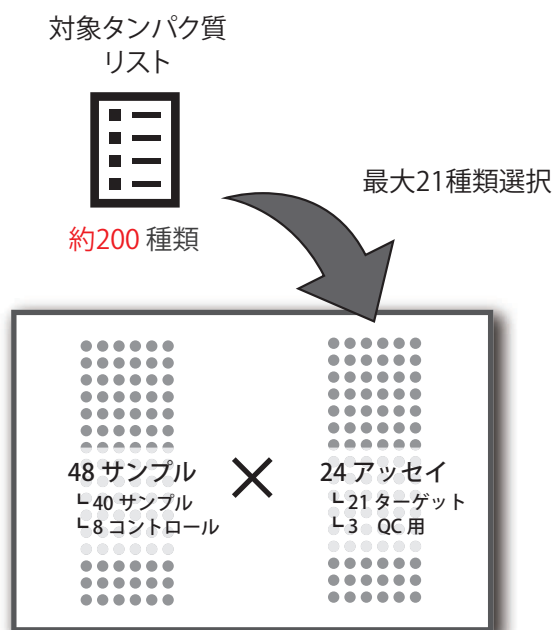 対象タンパク質
リスト
最大21種類選択
約200 種類
48 サンプル
┗ 40 サンプル
┗ 8 コントロール
×
24 アッセイ
┗ 21 ターゲット
┗ 3 QC 用